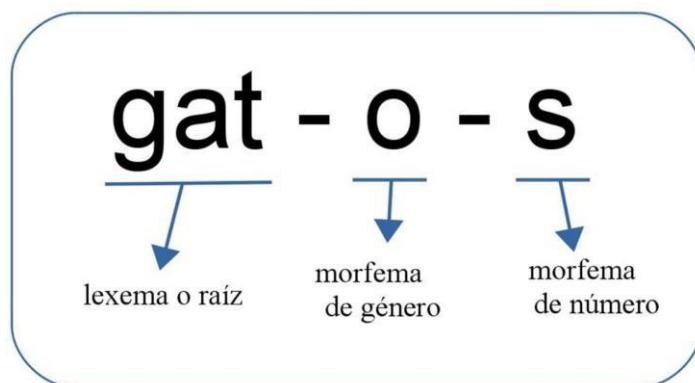 gat - o - s
lexema o raíz
morfema
de género
morfema
de número